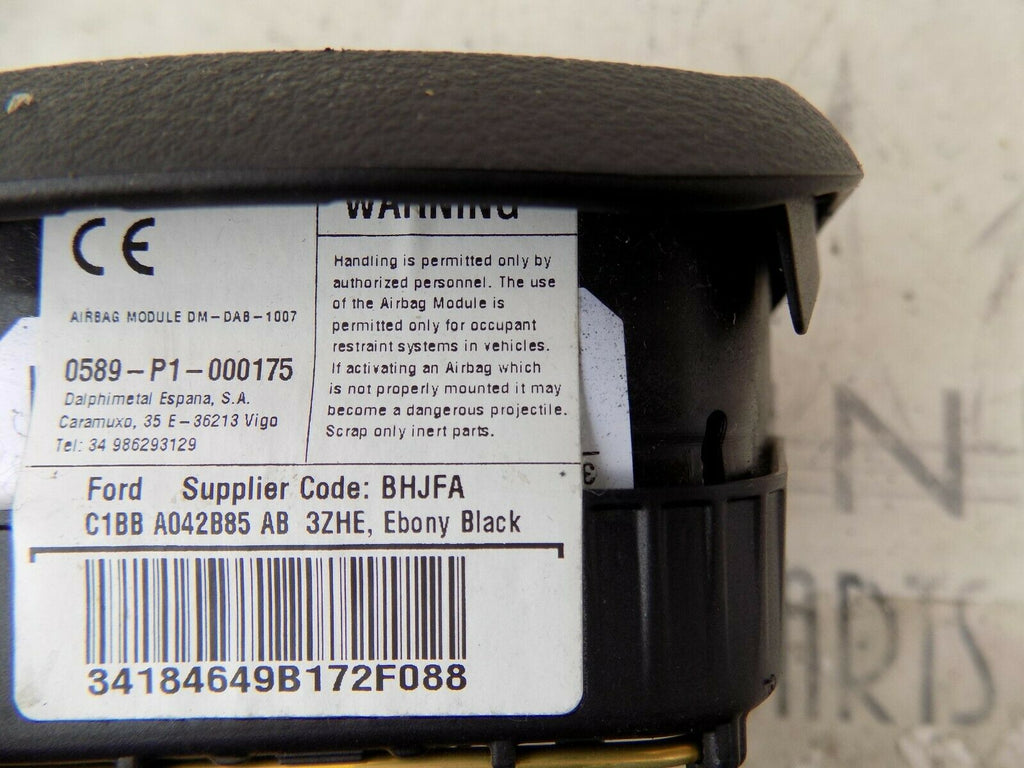 CE
WARNING
AIRBAG MODULE DM-DAB-1007
0589-P1-000175
Dalphimetal Espana, S.A.
Caramuxo, 35 E-36213 Vigo
Tel: 34 986293129
Handling is permitted only by
authorized personnel. The use
of the Airbag Module is
permitted only for occupant
restraint systems in vehicles.
If activating an Airbag which
is not properly mounted it may
become a dangerous projectile.
Scrap only inert parts.
Ford Supplier Code: BHJFA
C1BB A042B85 AB 3ZHE, Ebony Black
34184649B172F088
N
PARTS